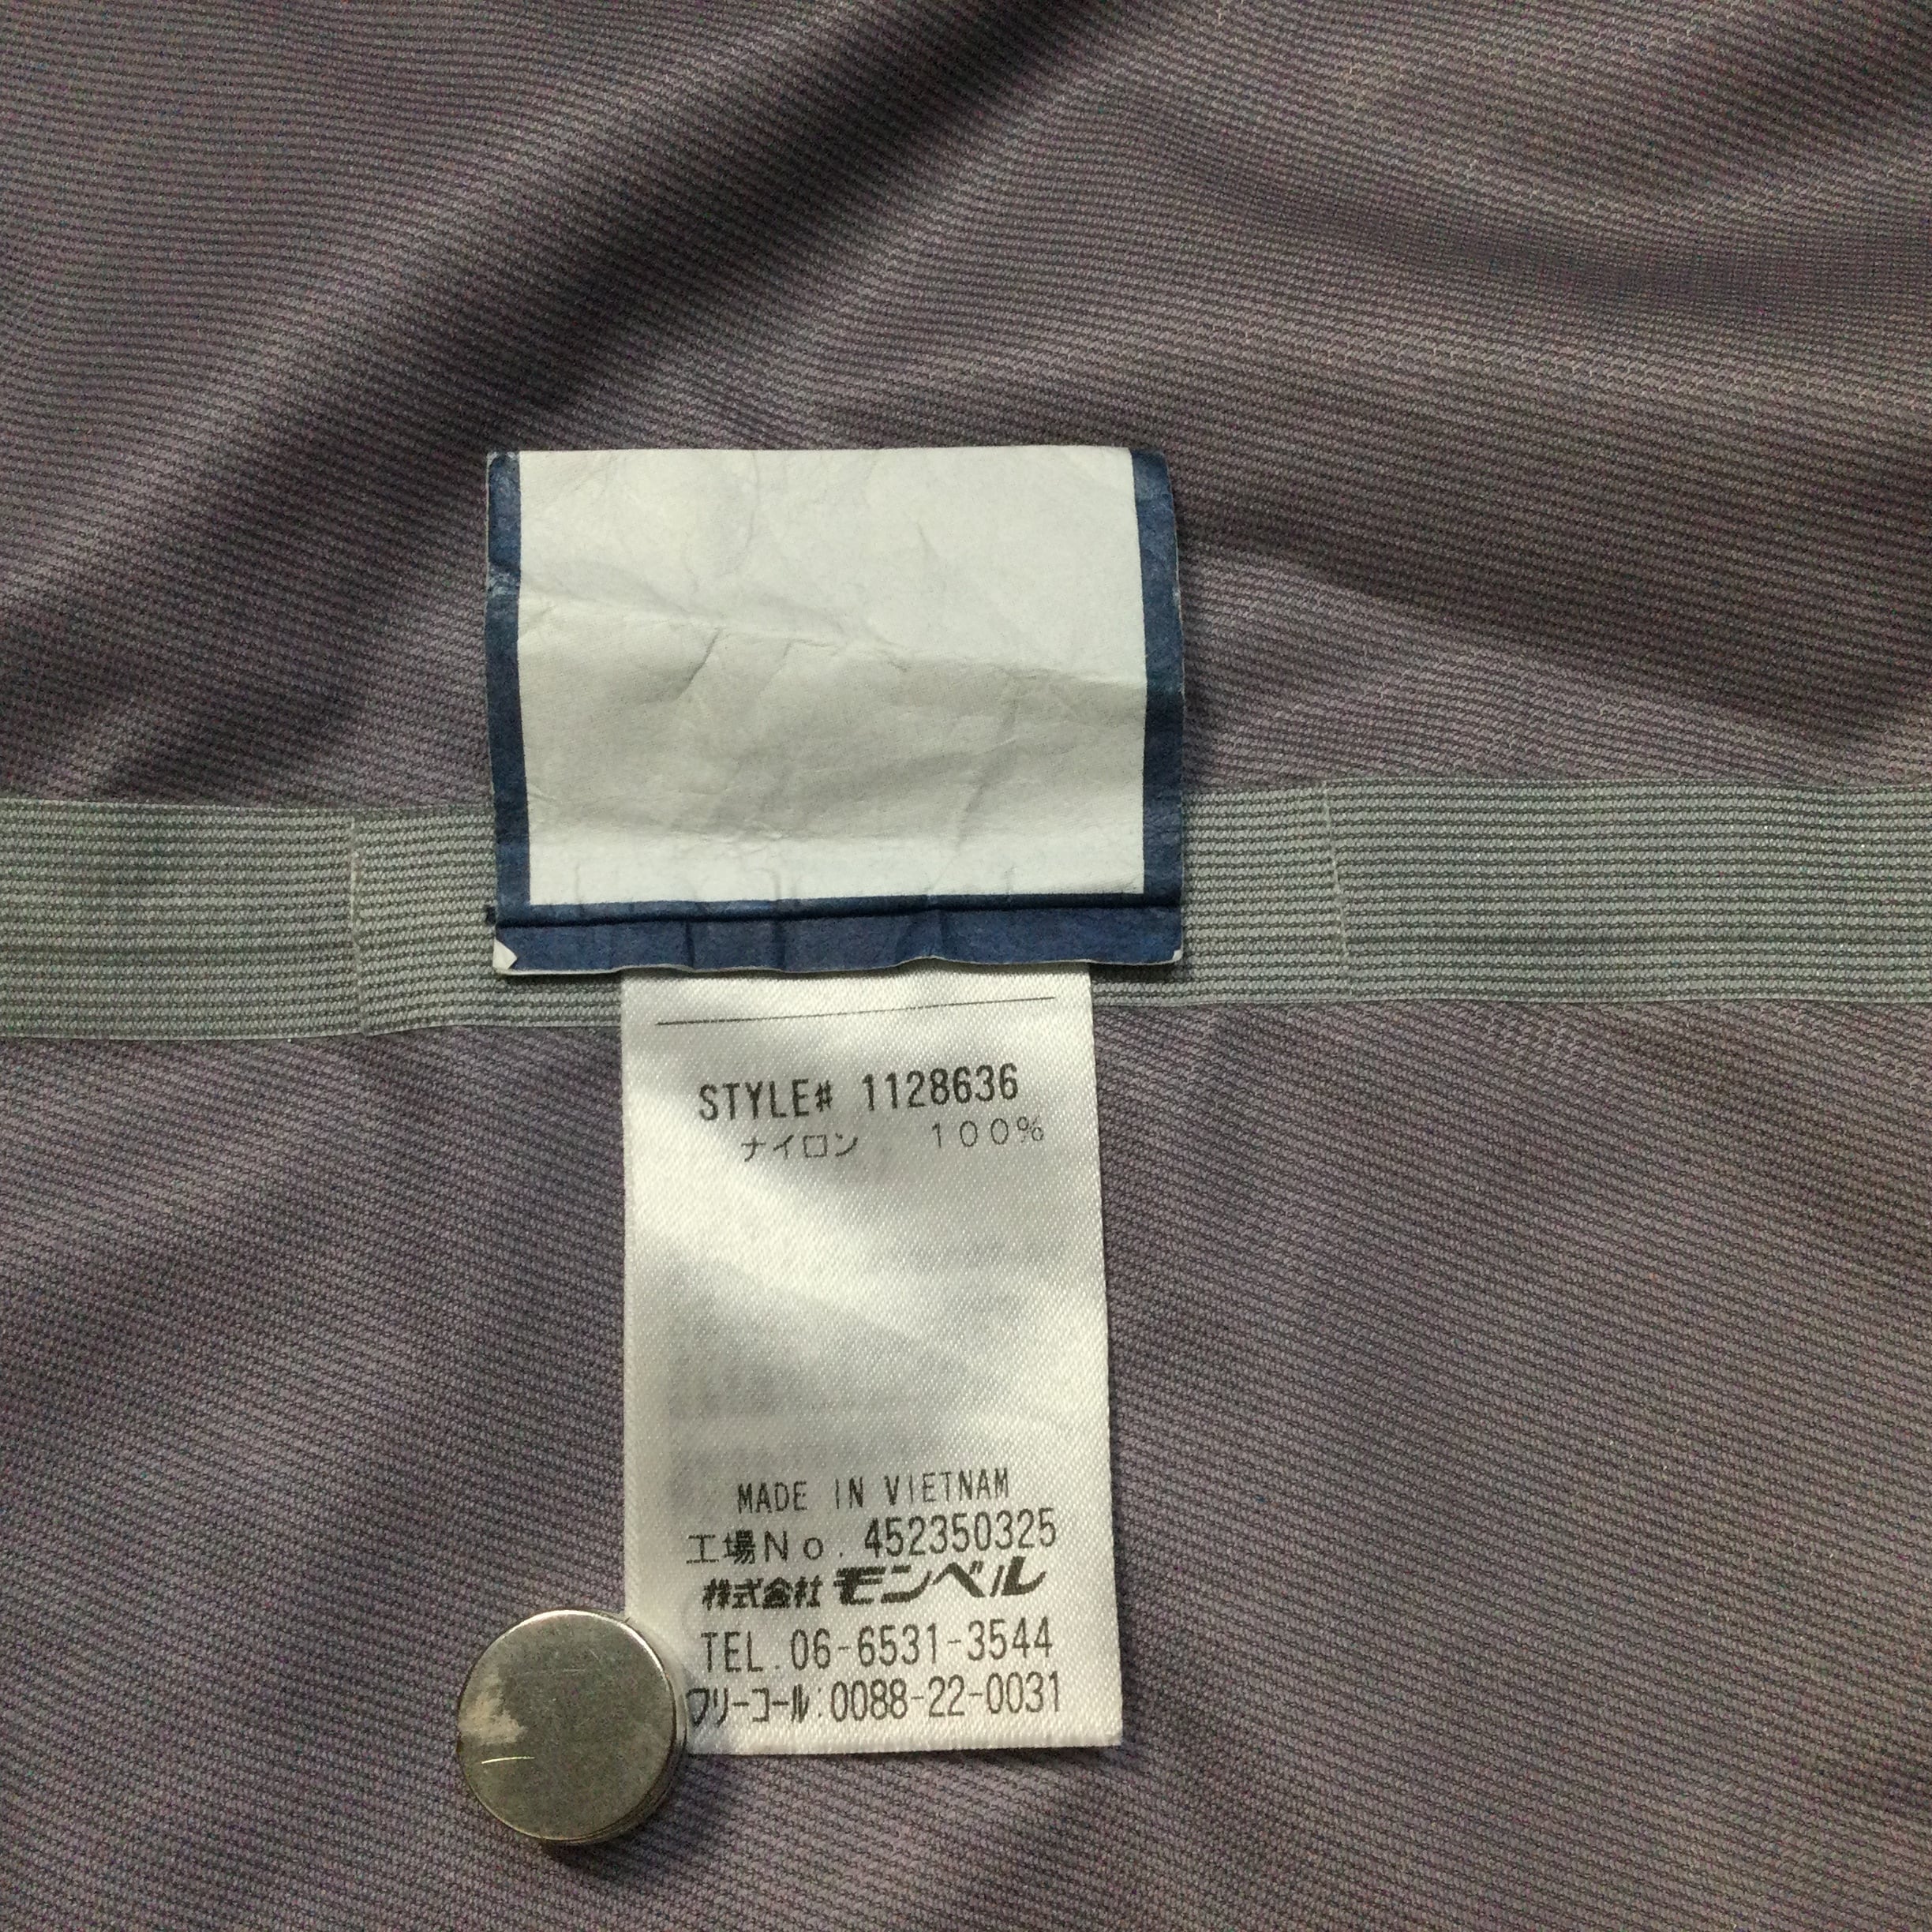 STYLE# 1128636
ナイロン 100%
MADE IN VIETNAM
工場No. 452350325
株式会社 モンベル
TEL.06-6531-3544
フリーコール:0088-22-0031